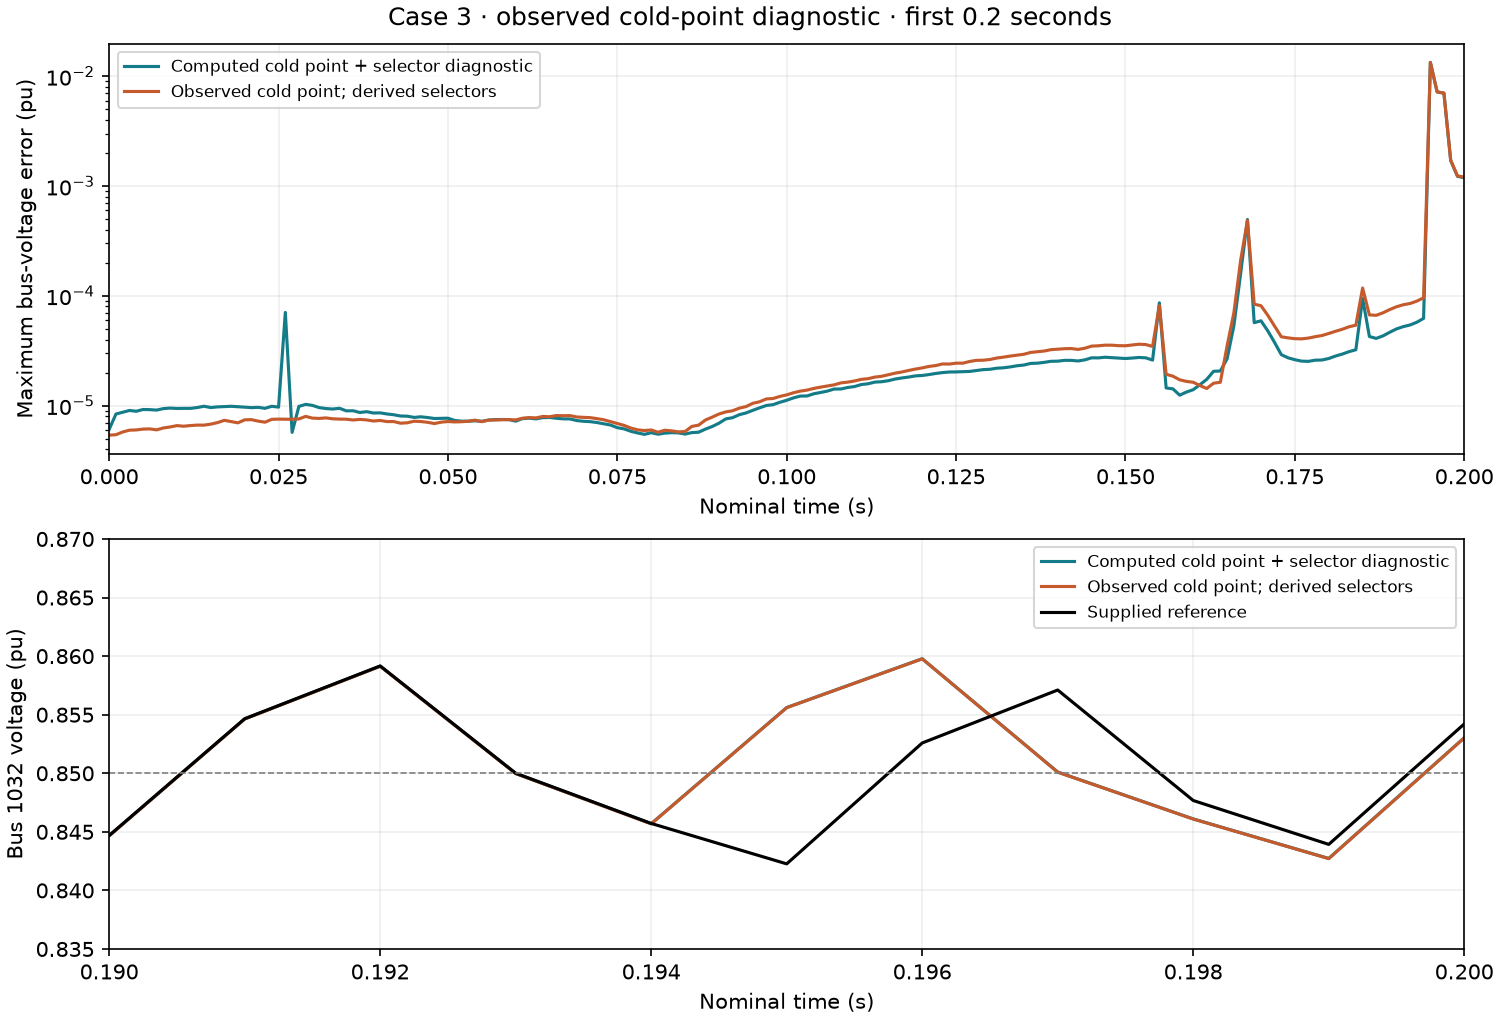 Case 3 · observed cold-point diagnostic · first 0.2 seconds
Maximum bus-voltage error (pu)
10⁻²
10⁻³
10⁻⁴
10⁻⁵
Computed cold point + selector diagnostic
Observed cold point; derived selectors
0.000 0.025 0.050 0.075 0.100 0.125 0.150 0.175 0.200
Nominal time (s)
Bus 1032 voltage (pu)
0.870
0.865
0.860
0.855
0.850
0.845
0.840
0.835
Computed cold point + selector diagnostic
Observed cold point; derived selectors
Supplied reference
0.190 0.192 0.194 0.196 0.198 0.200
Nominal time (s)